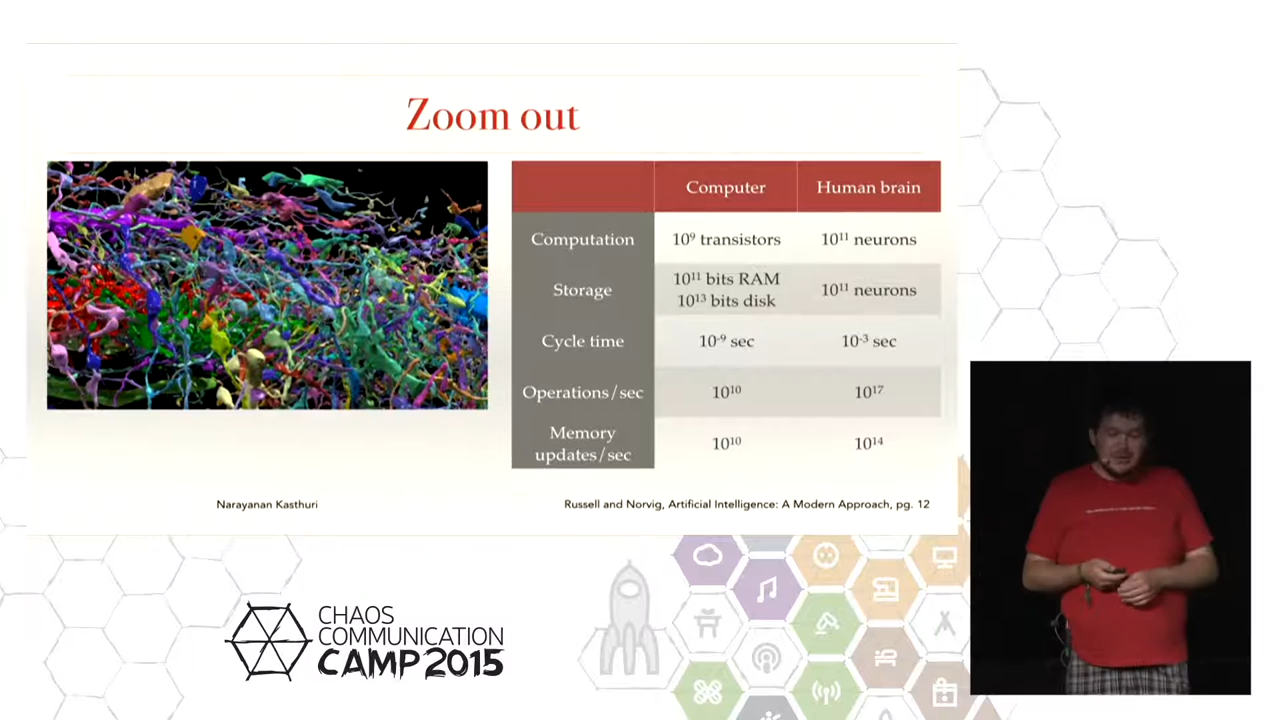 Zoom out
Computer Human brain
Computation 10⁹ transistors 10¹¹ neurons
Storage 10¹¹ bits RAM 10¹³ bits disk 10¹¹ neurons
Cycle time 10⁻⁹ sec 10⁻³ sec
Operations/sec 10¹⁰ 10¹⁷
Memory updates/sec 10¹⁰ 10¹⁴
Narayanan Kasthuri
Russell and Norvig, Artificial Intelligence: A Modern Approach, pg. 12
CHAOS
COMMUNICATION
CAMP 2015